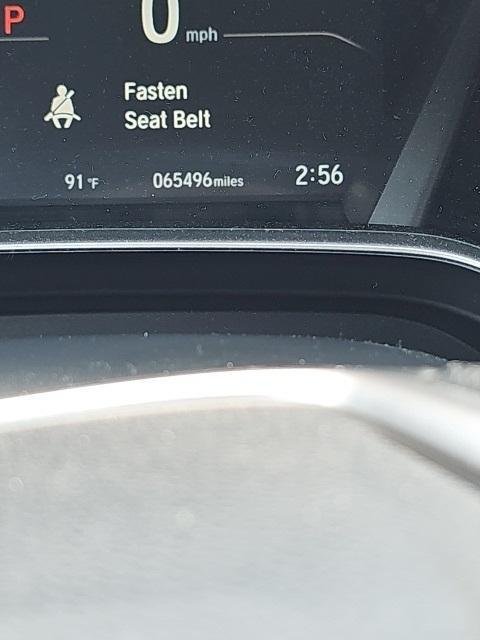 P
0 mph
Fasten
Seat Belt
91°F 065496miles 2:56